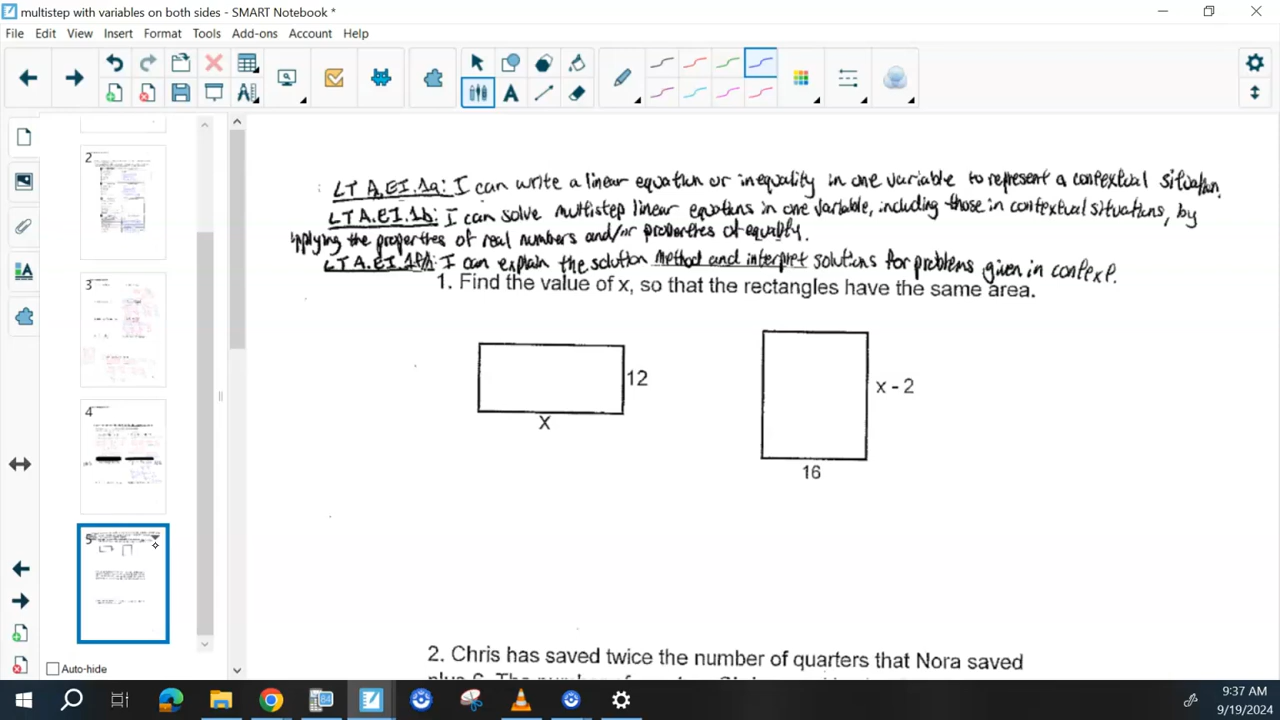 multistep with variables on both sides - SMART Notebook *
File Edit View Insert Format Tools Add-ons Account Help
2
3
4
5
Auto-hide
LT A.EI.1a: I can write a linear equation or inequality in one variable to represent a contextual situation.
LT A.EI.1b: I can solve multistep linear equations in one variable, including those in contextual situations, by
applying the properties of real numbers and/or properties of equality.
LT A.EI.1 I can explain the solution method and interpret solutions for problems given in context.
1. Find the value of x, so that the rectangles have the same area.
12
x
x - 2
16
2. Chris has saved twice the number of quarters that Nora saved
9:37 AM
9/19/2024